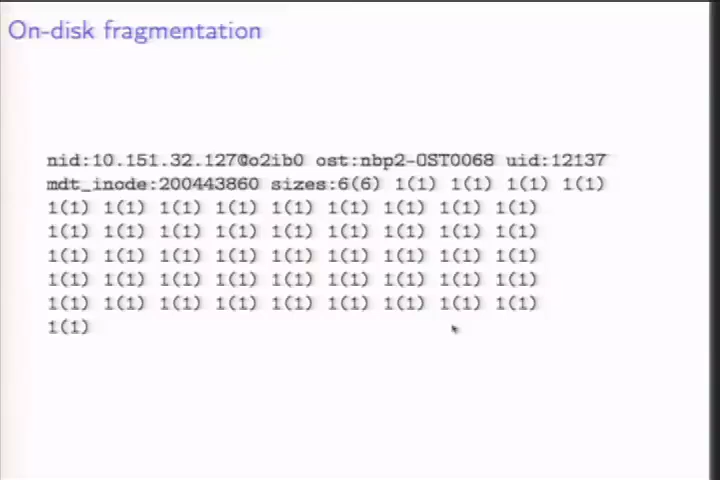 On-disk fragmentation
nid:10.151.32.127@o2ib0 ost:nbp2-OST0068 uid:12137
mdt_inode:200443860 sizes:6(6) 1(1) 1(1) 1(1) 1(1)
1(1) 1(1) 1(1) 1(1) 1(1) 1(1) 1(1) 1(1) 1(1)
1(1) 1(1) 1(1) 1(1) 1(1) 1(1) 1(1) 1(1) 1(1)
1(1) 1(1) 1(1) 1(1) 1(1) 1(1) 1(1) 1(1) 1(1)
1(1) 1(1) 1(1) 1(1) 1(1) 1(1) 1(1) 1(1) 1(1)
1(1) 1(1) 1(1) 1(1) 1(1) 1(1) 1(1) 1(1) 1(1)
1(1)